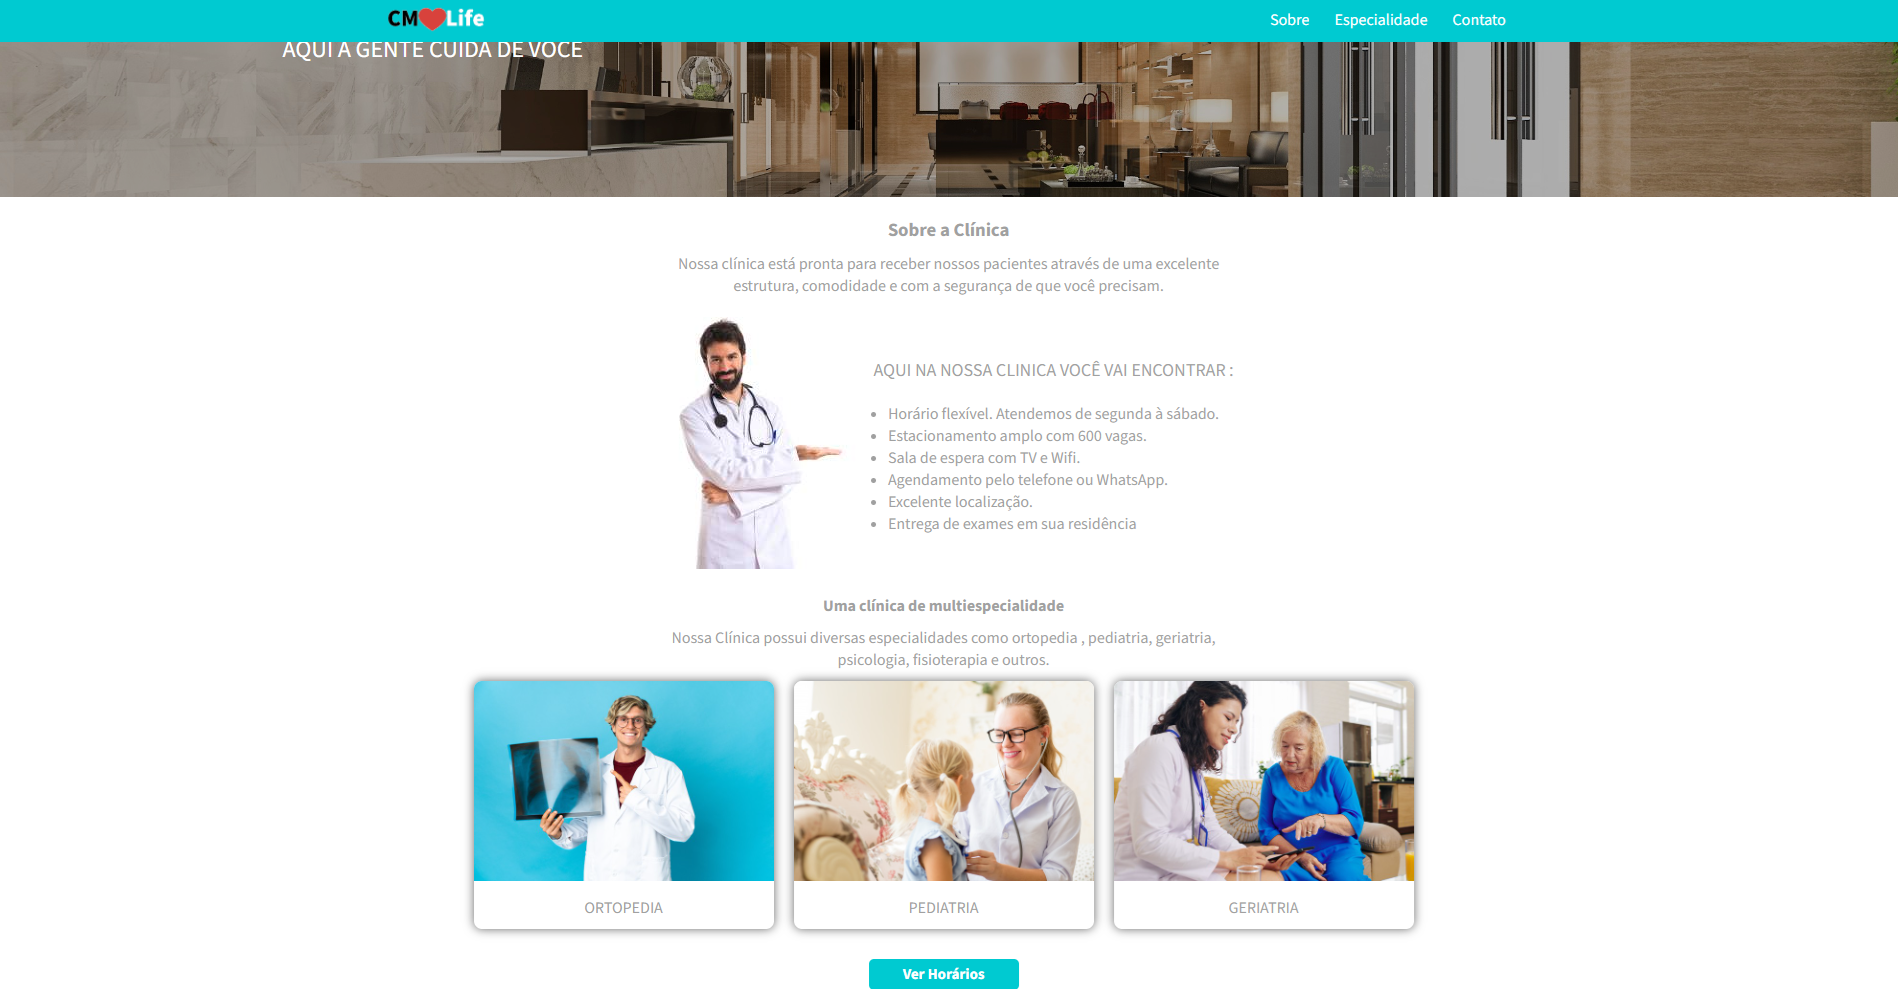 CM Life
Sobre
Especialidade
Contato
AQUI A GENTE CUIDA DE VOCÊ
Sobre a Clínica
Nossa clínica está pronta para receber nossos pacientes através de uma excelente
estrutura, comodidade e com a segurança de que você precisam.
AQUI NA NOSSA CLINICA VOCÊ VAI ENCONTRAR :
Horário flexível. Atendemos de segunda à sábado.
Estacionamento amplo com 600 vagas.
Sala de espera com TV e Wifi.
Agendamento pelo telefone ou WhatsApp.
Excelente localização.
Entrega de exames em sua residência
Uma clínica de multiespecialidade
Nossa Clínica possui diversas especialidades como ortopedia , pediatria, geriatria,
psicologia, fisioterapia e outros.
ORTOPEDIA
PEDIATRIA
GERIATRIA
Ver Horários